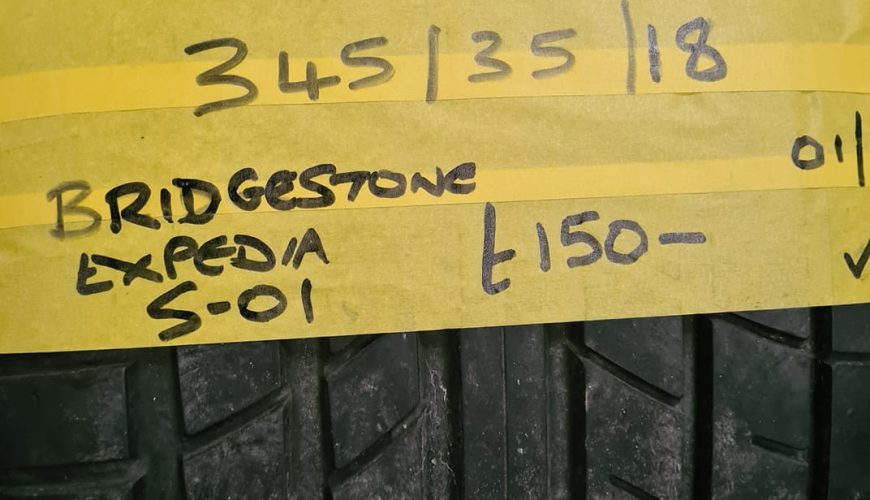 345/35/18
01/
BRIDGESTONE
EXPEDIA
S-01
£150-